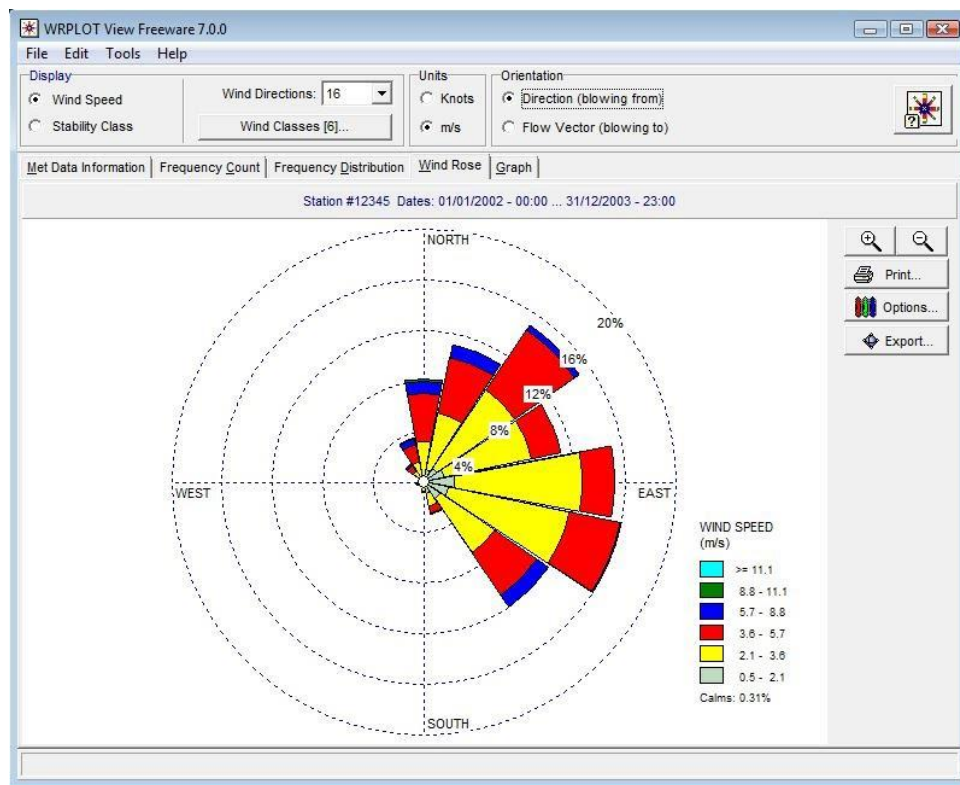 WRPLOT View Freeware 7.0.0
File Edit Tools Help
Display
Wind Speed
Stability Class
Wind Directions: 16
Wind Classes [6]...
Units
Knots
m/s
Orientation
Direction (blowing from)
Flow Vector (blowing to)
?
Met Data Information Frequency Count Frequency Distribution Wind Rose Graph
Station #12345 Dates: 01/01/2002 - 00:00 ... 31/12/2003 - 23:00
Print...
Options...
Export...
NORTH
20%
16%
12%
8%
4%
WEST
EAST
SOUTH
WIND SPEED
(m/s)
>= 11.1
8.8 - 11.1
5.7 - 8.8
3.6 - 5.7
2.1 - 3.6
0.5 - 2.1
Calms: 0.31%